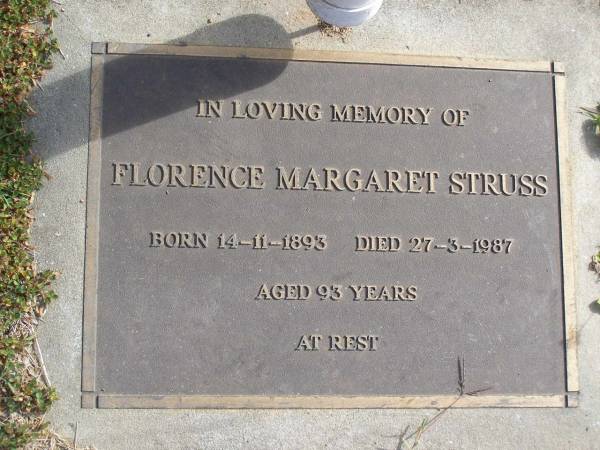 IN LOVING MEMORY OF
FLORENCE MARGARET STRUSS
BORN 14-11-1893 DIED 27-3-1987
AGED 93 YEARS
AT REST